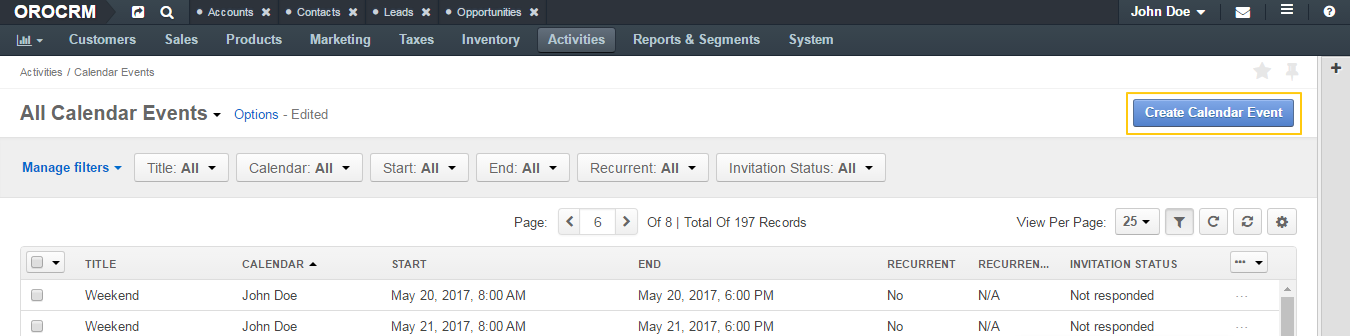 OROCRM Accounts Contacts Leads Opportunities John Doe
Customers Sales Products Marketing Taxes Inventory Activities Reports & Segments System
Activities / Calendar Events
All Calendar Events Options - Edited Create Calendar Event
Manage filters Title: All Calendar: All Start: All End: All Recurrent: All Invitation Status: All
Page: 6 Of 8 | Total Of 197 Records View Per Page: 25
TITLE CALENDAR START END RECURRENT RECURREN... INVITATION STATUS
Weekend John Doe May 20, 2017, 8:00 AM May 20, 2017, 6:00 PM No N/A Not responded
Weekend John Doe May 21, 2017, 8:00 AM May 21, 2017, 6:00 PM No N/A Not responded